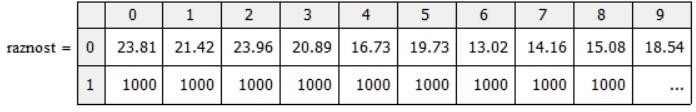 0 1 2 3 4 5 6 7 8 9
raznost = 0 23.81 21.42 23.96 20.89 16.73 19.73 13.02 14.16 15.08 18.54
1 1000 1000 1000 1000 1000 1000 1000 1000 1000 ...